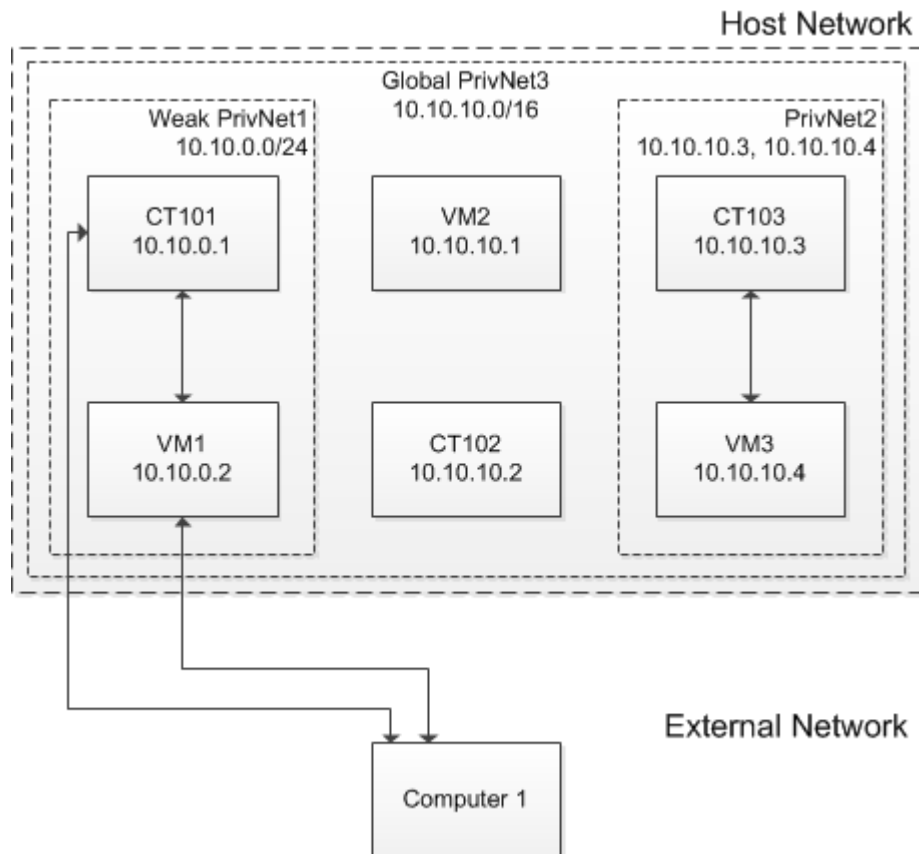 Host Network
Global PrivNet3
10.10.10.0/16
Weak PrivNet1
10.10.0.0/24
PrivNet2
10.10.10.3, 10.10.10.4
CT101
10.10.0.1
VM2
10.10.10.1
CT103
10.10.10.3
VM1
10.10.0.2
CT102
10.10.10.2
VM3
10.10.10.4
External Network
Computer 1